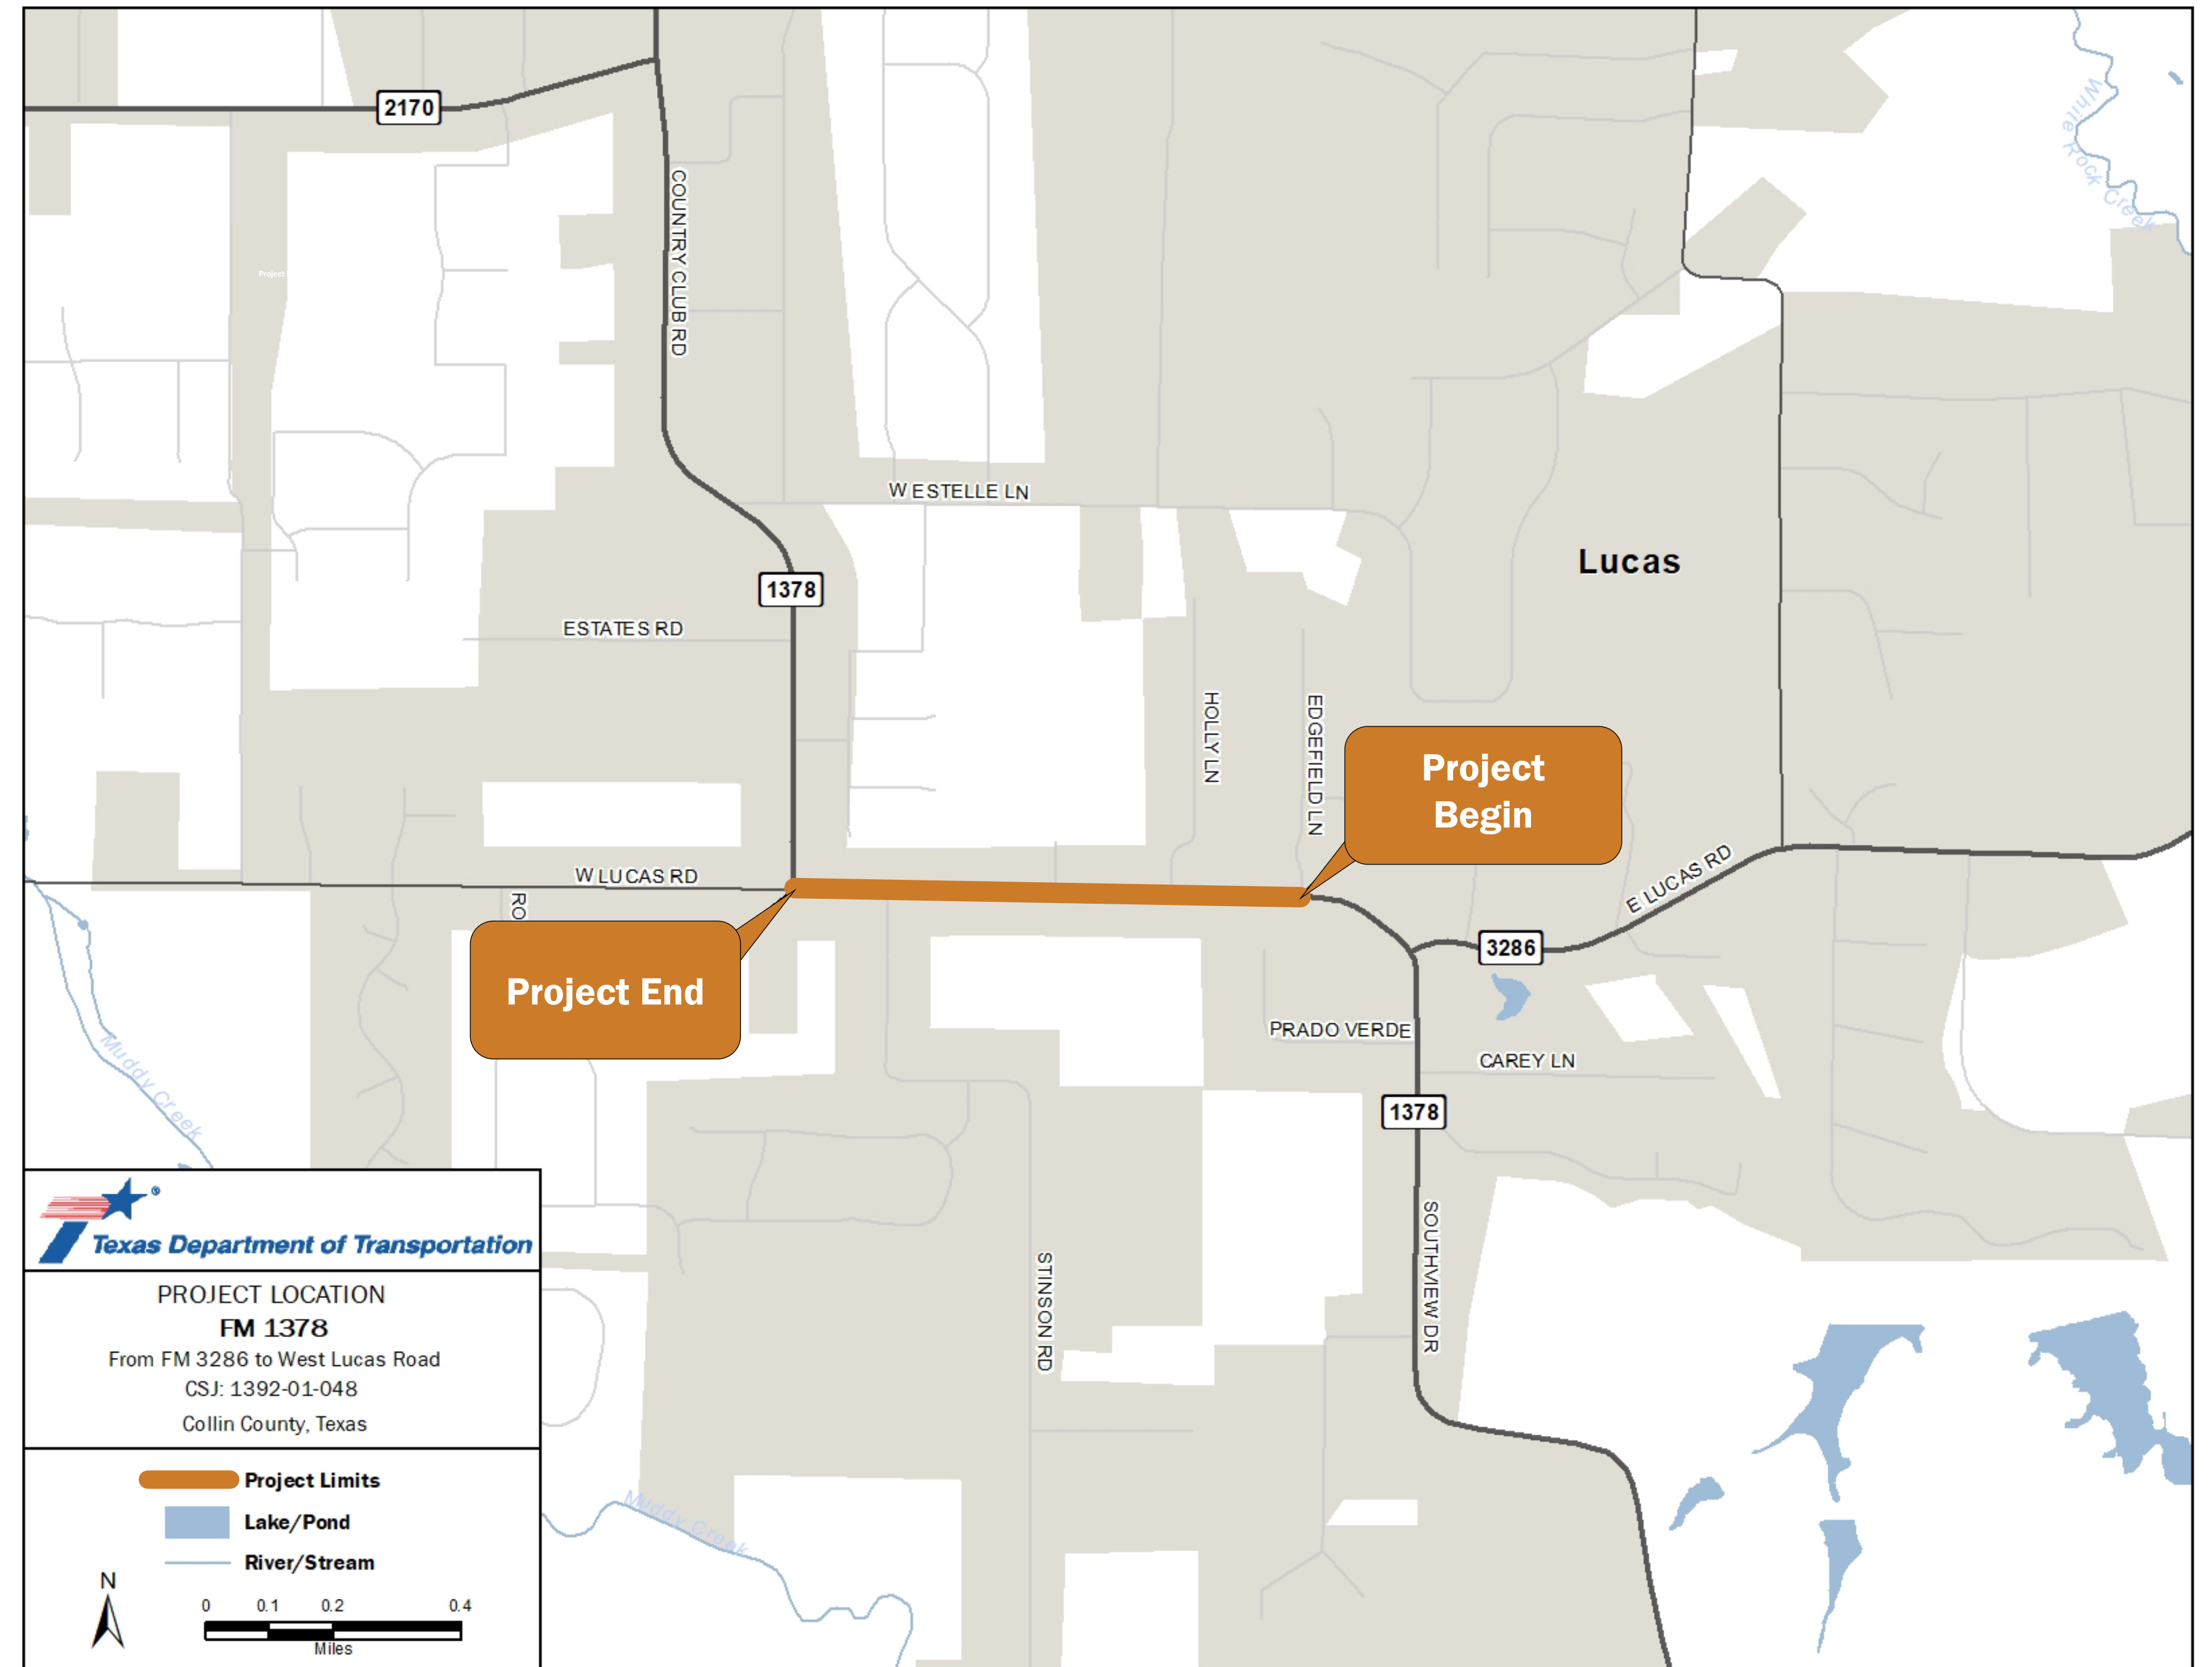 2170
White Rock Creek
COUNTRY CLUB RD
Project
W ESTELLE LN
Lucas
1378
ESTATES RD
HOLLY LN
EDGEFIELD LN
Project
Begin
W LUCAS RD
E LUCAS RD
RO
3286
Project End
PRADO VERDE
CAREY LN
Muddy Creek
1378
SOUTHVIEW DR
STINSON RD
Muddy Creek
®
Texas Department of Transportation
PROJECT LOCATION
FM 1378
From FM 3286 to West Lucas Road
CSJ: 1392-01-048
Collin County, Texas
Project Limits
Lake/Pond
River/Stream
N
0 0.1 0.2 0.4
Miles